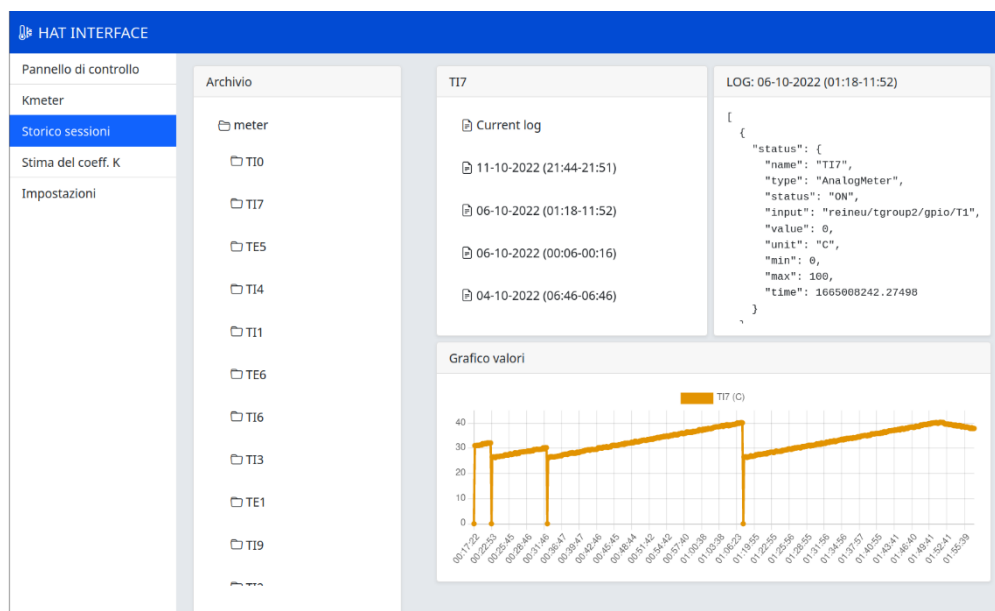 HAT INTERFACE
Pannello di controllo
Kmeter
Storico sessioni
Stima del coeff. K
Impostazioni
Archivio
meter
TI0
TI7
TE5
TI4
TI1
TE6
TI6
TI3
TE1
TI9
TI7
Current log
11-10-2022 (21:44-21:51)
06-10-2022 (01:18-11:52)
06-10-2022 (00:06-00:16)
04-10-2022 (06:46-06:46)
LOG: 06-10-2022 (01:18-11:52)
[
{
"status": {
"name": "TI7",
"type": "AnalogMeter",
"status": "ON",
"input": "reineu/tgroup2/gpio/T1",
"value": 0,
"unit": "C",
"min": 0,
"max": 100,
"time": 1665008242.27498
}
Grafico valori
TI7 (C)
40
30
20
10
0
00:17:22
00:22:53
00:25:45
00:28:46
00:31:46
00:36:47
00:39:47
00:42:46
00:45:45
00:48:44
00:51:42
00:54:42
00:57:40
01:00:38
01:03:38
01:06:23
01:19:55
01:22:55
01:25:56
01:28:55
01:31:56
01:34:56
01:37:57
01:40:55
01:43:41
01:46:40
01:49:41
01:52:41
01:55:39